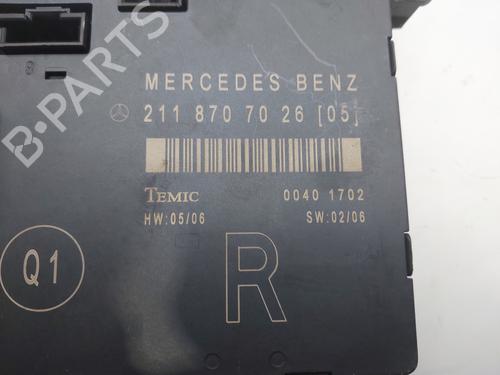 B-PARTS
MERCEDES BENZ
211 870 70 26 [05]
TEMIC 0040 1702
HW:05/06 SW:02/06
Q1
R